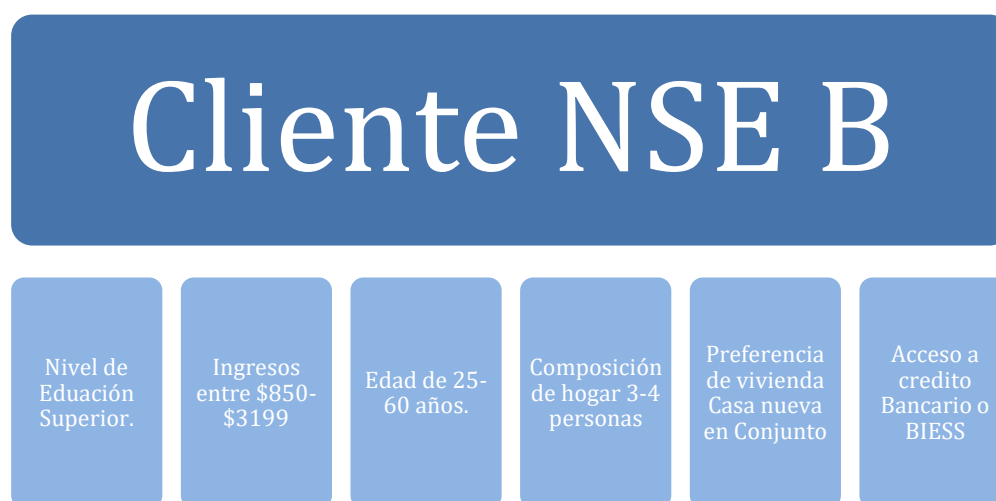 Cliente NSE B
Nivel de
Eduación
Superior.
Ingresos
entre $850-
$3199
Edad de 25-
60 años.
Composición
de hogar 3-4
personas
Preferencia
de vivienda
Casa nueva
en Conjunto
Acceso a
credito
Bancario o
BIESS